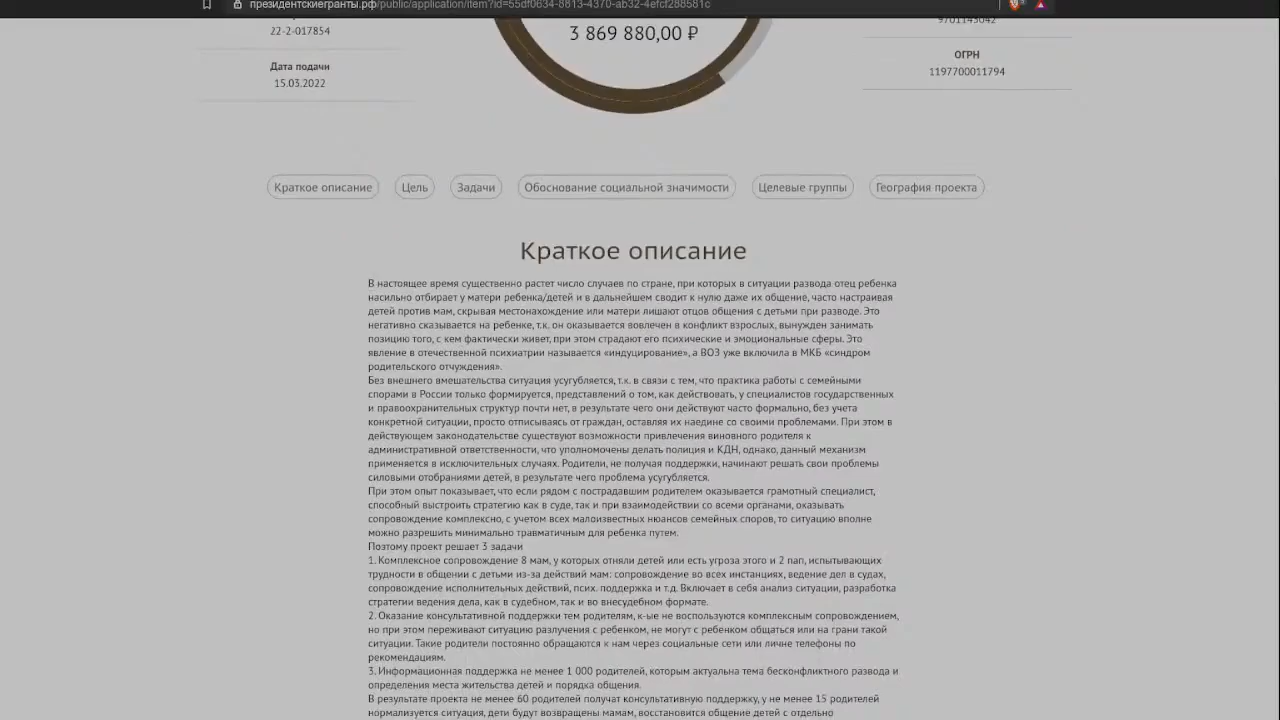 президентскиегранты.рф/public/application/item?id=55df0634-8813-4370-ab32-4efcf288581c
22-2-017854
Дата подачи
15.03.2022
3 869 880,00 ₽
9701143042
ОГРН
1197700011794
Краткое описание
Цель
Задачи
Обоснование социальной значимости
Целевые группы
География проекта
Краткое описание
В настоящее время существенно растет число случаев по стране, при которых в ситуации развода отец ребенка
насильно отбирает у матери ребенка/детей и в дальнейшем сводит к нулю даже их общение, часто настраивая
детей против мам, скрывая местонахождение или матери лишают отцов общения с детьми при разводе. Это
негативно сказывается на ребенке, т.к. он оказывается вовлечен в конфликт взрослых, вынужден занимать
позицию того, с кем фактически живет, при этом страдают его психические и эмоциональные сферы. Это
явление в отечественной психиатрии называется «индуцирование», а ВОЗ уже включила в МКБ «синдром
родительского отчуждения».
Без внешнего вмешательства ситуация усугубляется, т.к. в связи с тем, что практика работы с семейными
спорами в России только формируется, представлений о том, как действовать, у специалистов государственных
и правоохранительных структур почти нет, в результате чего они действуют часто формально, без учета
конкретной ситуации, просто отписываясь от граждан, оставляя их наедине со своими проблемами. При этом в
действующем законодательстве существуют возможности привлечения виновного родителя к
административной ответственности, что уполномочены делать полиция и КДН, однако, данный механизм
применяется в исключительных случаях. Родители, не получая поддержки, начинают решать свои проблемы
силовыми отобраниями детей, в результате чего проблема усугубляется.
При этом опыт показывает, что если рядом с пострадавшим родителем оказывается грамотный специалист,
способный выстроить стратегию как в суде, так и при взаимодействии со всеми органами, оказывать
сопровождение комплексно, с учетом всех малоизвестных нюансов семейных споров, то ситуацию вполне
можно разрешить минимально травматичным для ребенка путем.
Поэтому проект решает 3 задачи
1. Комплексное сопровождение 8 мам, у которых отняли детей или есть угроза этого и 2 пап, испытывающих
трудности в общении с детьми из-за действий мам: сопровождение во всех инстанциях, ведение дел в судах,
сопровождение исполнительных действий, псих. поддержка и т.д. Включает в себя анализ ситуации, разработка
стратегии ведения дела, как в судебном, так и во внесудебном формате.
2. Оказание консультативной поддержки тем родителям, к-ые не воспользуются комплексным сопровождением,
но при этом переживают ситуацию разлучения с ребенком, не могут с ребенком общаться или на грани такой
ситуации. Такие родители постоянно обращаются к нам через социальные сети или личне телефоны по
рекомендациям.
3. Информационная поддержка не менее 1 000 родителей, которым актуальна тема бесконфликтного развода и
определения места жительства детей и порядка общения.
В результате проекта не менее 60 родителей получат консультативную поддержку, у не менее 15 родителей
нормализуется ситуация, дети будут возвращены мамам, восстановится общение детей с отдельно